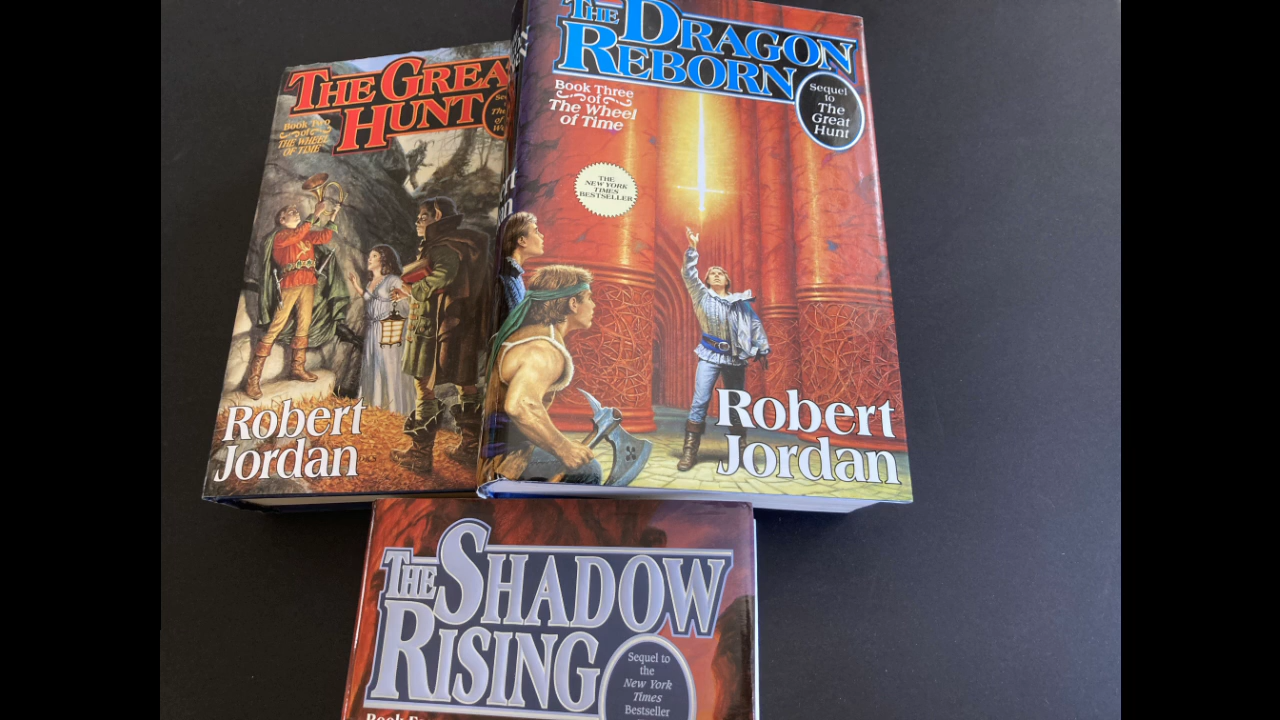 THE GREA
HUNT
Book Two
of
THE WHEEL
OF TIME
Robert
Jordan
THE DRAGON
REBORN
Book Three
of
The Wheel
of Time
Sequel
to
The
Great
Hunt
THE
NEW YORK
TIMES
BESTSELLER
Robert
Jordan
THE SHADOW
RISING
Sequel to
the
New York
Times
Bestseller
Book